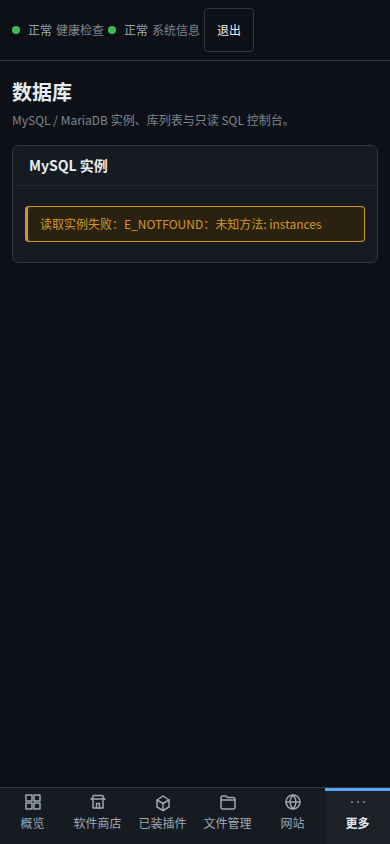 正常 健康检查 正常 系统信息 退出
数据库
MySQL / MariaDB 实例、库列表与只读 SQL 控制台。
MySQL 实例
读取实例失败：E_NOTFOUND：未知方法: instances
概览 软件商店 已装插件 文件管理 网站 更多